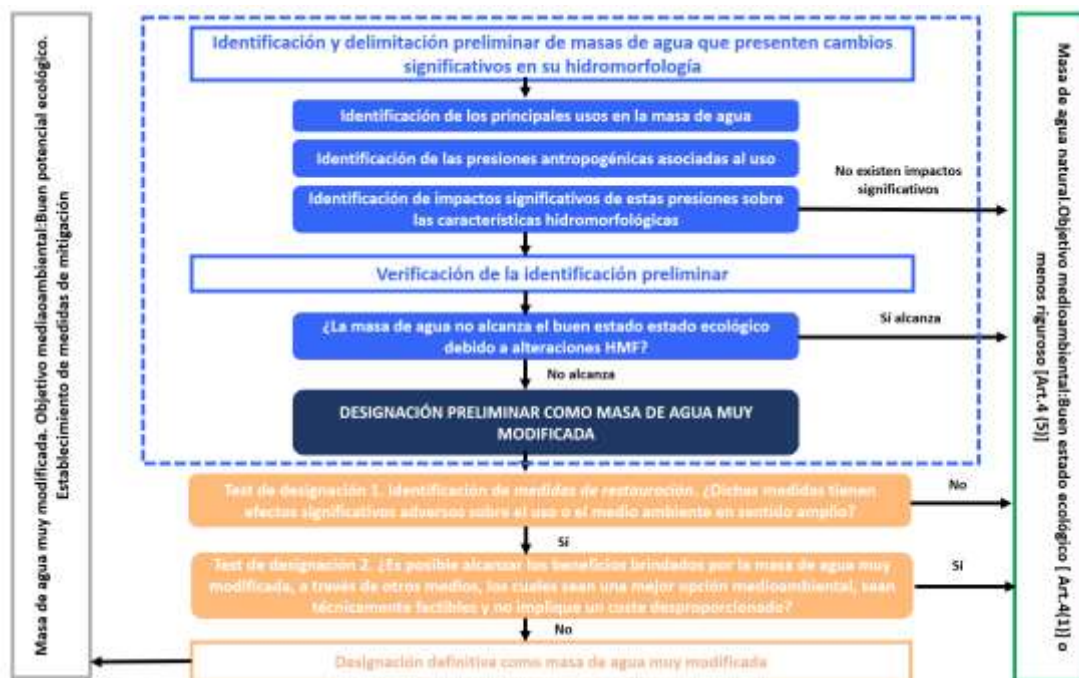 Masa de agua muy modificada. Objetivo mediaoambiental:Buen potencial ecológico.
Establecimiento de medidas de mitigación
Identificación y delimitación preliminar de masas de agua que presenten cambios
significativos en su hidromorfología
Identificación de los principales usos en la masa de agua
Identificación de las presiones antropogénicas asociadas al uso
Identificación de impactos significativos de estas presiones sobre
las características hidromorfológicas
No existen impactos
significativos
Verificación de la identificación preliminar
¿La masa de agua no alcanza el buen estado estado ecológico
debido a alteraciones HMF?
Sí alcanza
No alcanza
DESIGNACIÓN PRELIMINAR COMO MASA DE AGUA MUY
MODIFICADA
Test de designación 1. Identificación de medidas de restauración. ¿Dichas medidas tienen
efectos significativos adversos sobre el uso o el medio ambiente en sentido amplio?
No
Sí
Test de designación 2. ¿Es posible alcanzar los beneficios brindados por la masa de agua muy
modificada, a través de otros medios, los cuales sean una mejor opción medioambiental, sean
técnicamente factibles y no implique un coste desproporcionado?
Sí
No
Designación definitiva como masa de agua muy modificada
Masa de agua natural.Objetivo medioambiental:Buen estado ecológico [ Art.4(1)] o
menos riguroso [Art.4 (5)]